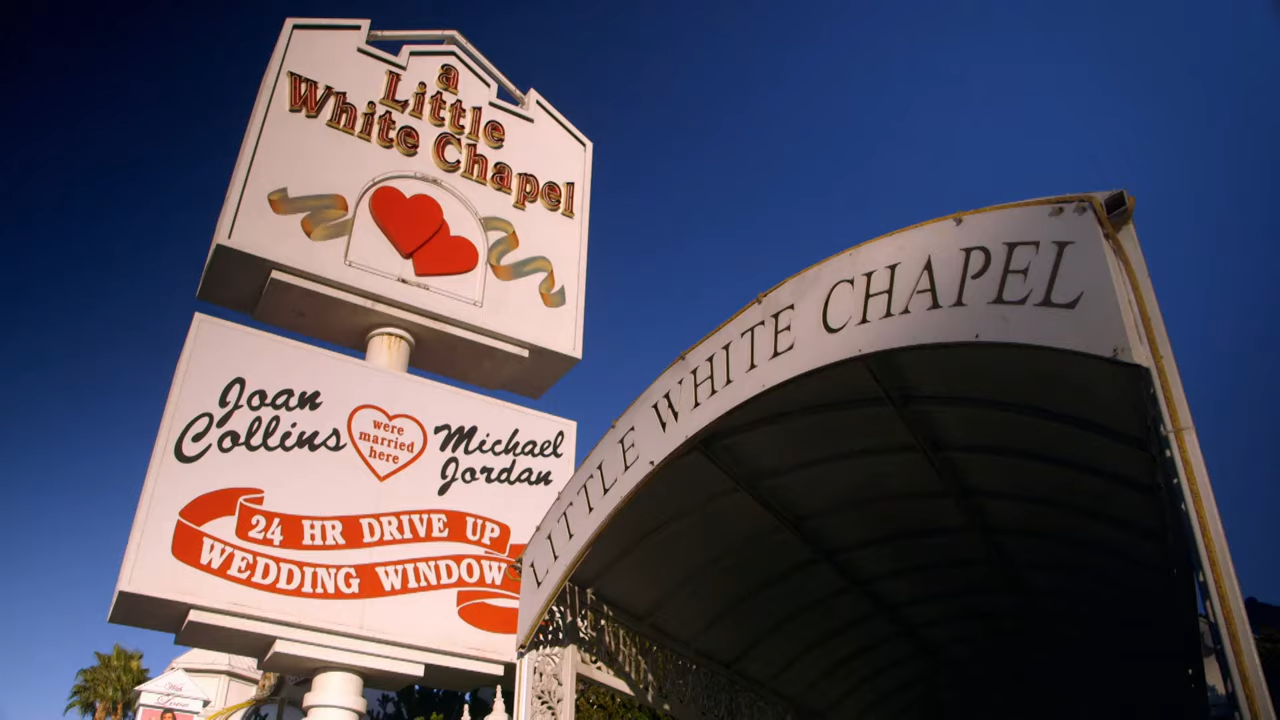 a
Little
White Chapel
Joan
Collins
were
married
here
Michael
Jordan
24 HR DRIVE UP
WEDDING WINDOW
LITTLE WHITE CHAPEL